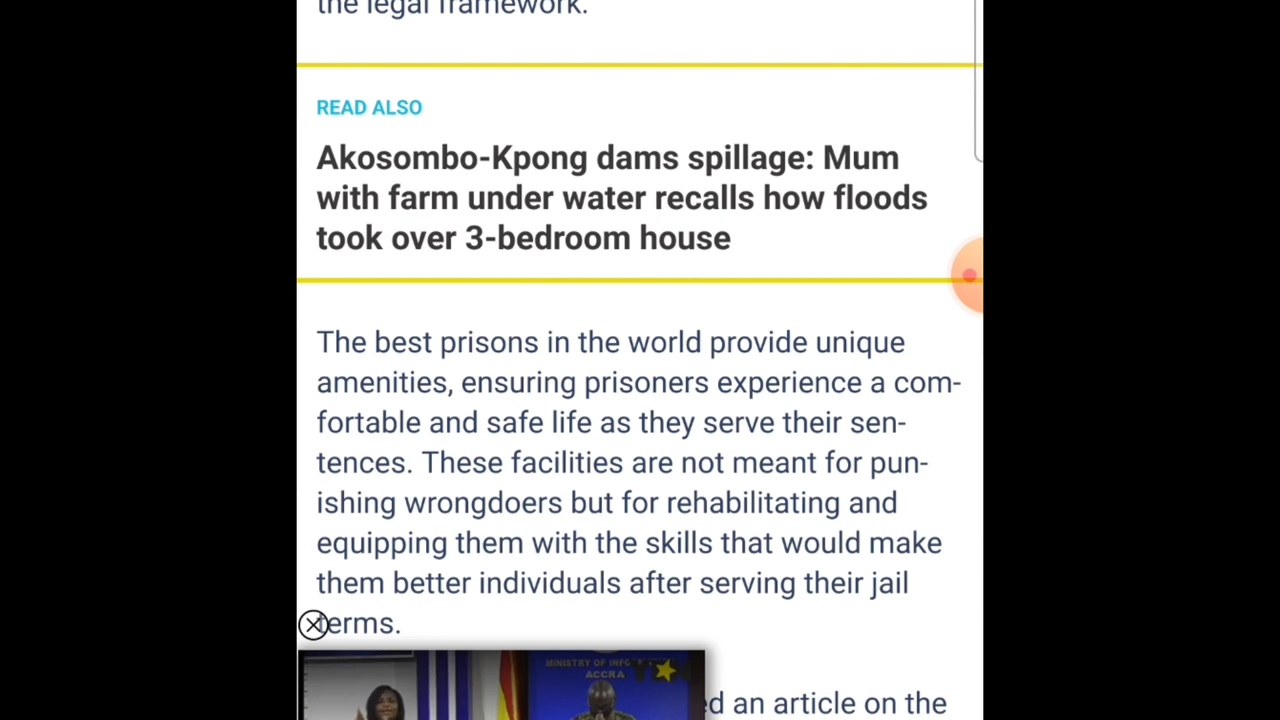 the legal framework.
READ ALSO
Akosombo-Kpong dams spillage: Mum
with farm under water recalls how floods
took over 3-bedroom house
The best prisons in the world provide unique
amenities, ensuring prisoners experience a com-
fortable and safe life as they serve their sen-
tences. These facilities are not meant for pun-
ishing wrongdoers but for rehabilitating and
equipping them with the skills that would make
them better individuals after serving their jail
terms.
MINISTRY OF
ACCRA
an article on the